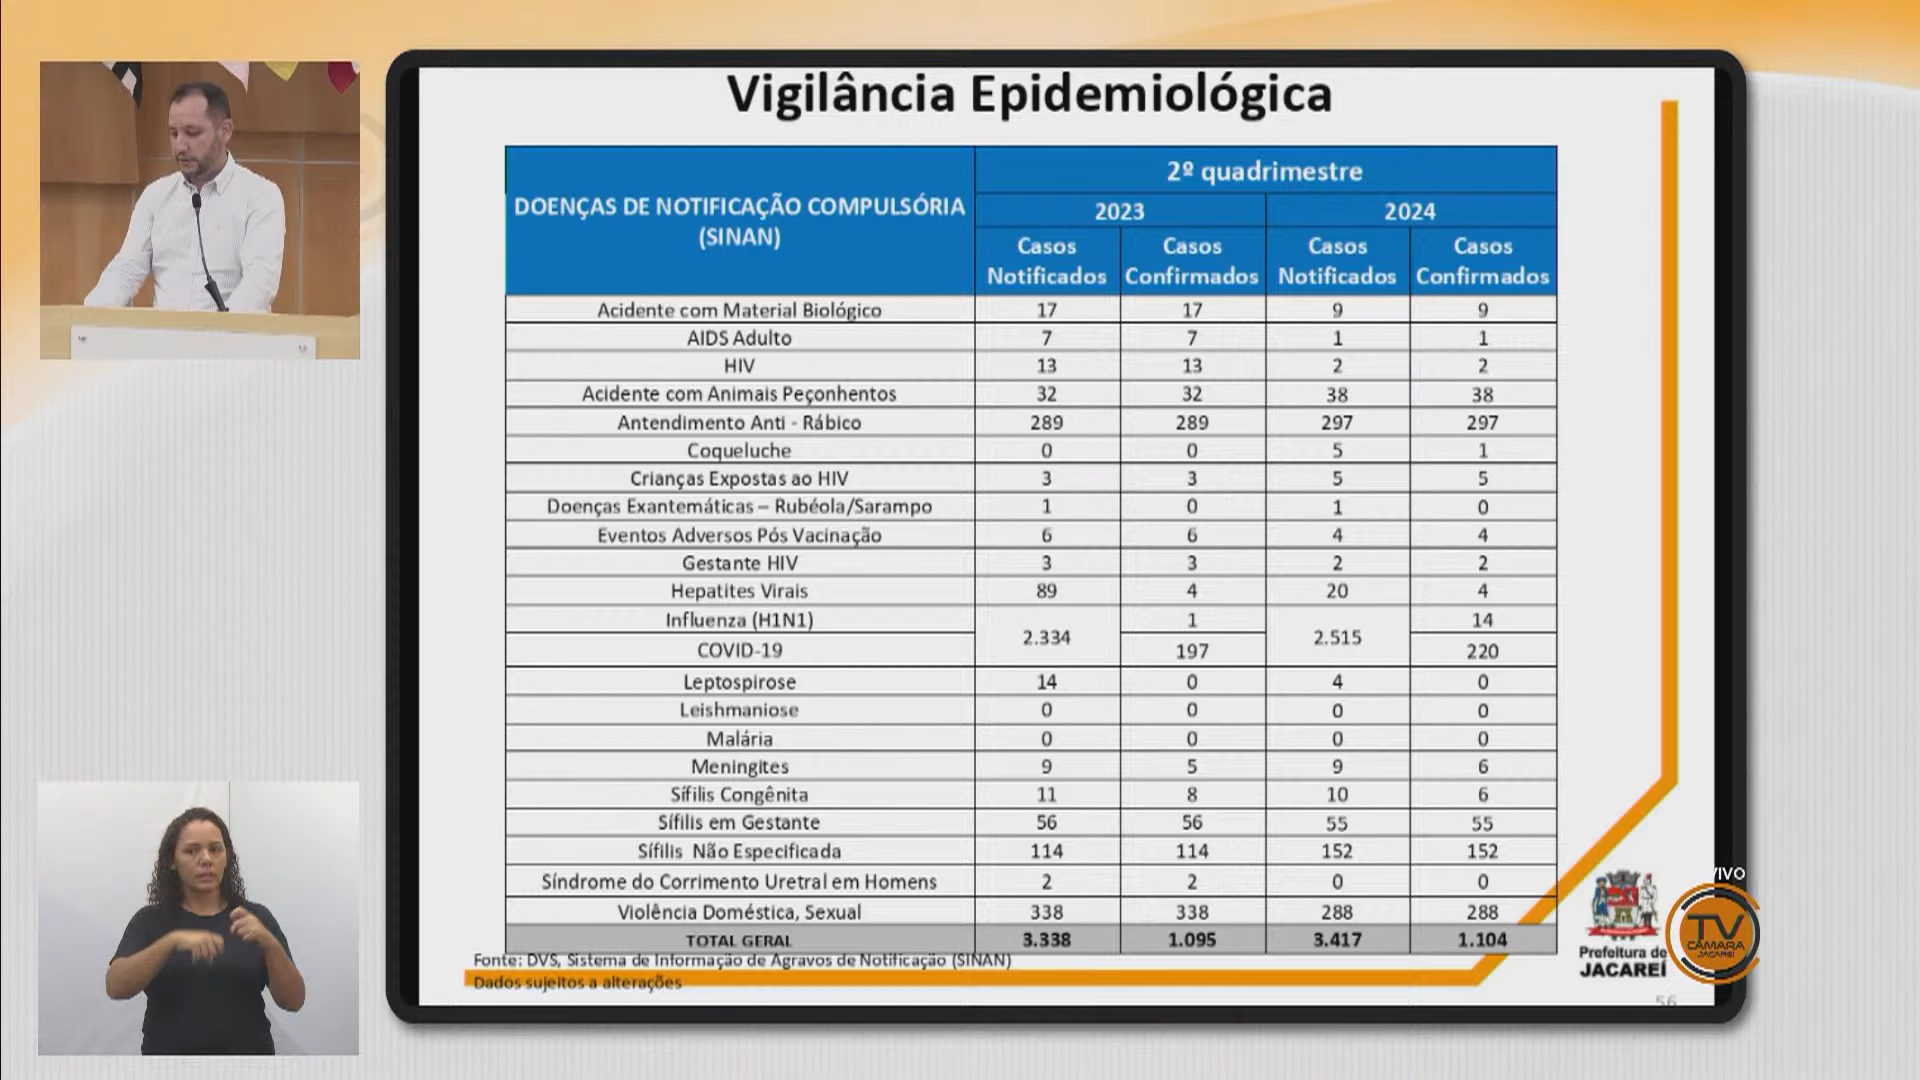 Vigilância Epidemiológica
DOENÇAS DE NOTIFICAÇÃO COMPULSÓRIA
(SINAN)
2º quadrimestre
2023 2024
Casos Notificados Casos Confirmados Casos Notificados Casos Confirmados
Acidente com Material Biológico 17 17 9 9
AIDS Adulto 7 7 1 1
HIV 13 13 2 2
Acidente com Animais Peçonhentos 32 32 38 38
Antendimento Anti - Rábico 289 289 297 297
Coqueluche 0 0 5 1
Crianças Expostas ao HIV 3 3 5 5
Doenças Exantemáticas – Rubéola/Sarampo 1 0 1 0
Eventos Adversos Pós Vacinação 6 6 4 4
Gestante HIV 3 3 2 2
Hepatites Virais 89 4 20 4
Influenza (H1N1) 1 14
2.334 2.515
COVID-19 197 220
Leptospirose 14 0 4 0
Leishmaniose 0 0 0 0
Malária 0 0 0 0
Meningites 9 5 9 6
Sífilis Congênita 11 8 10 6
Sífilis em Gestante 56 56 55 55
Sífilis Não Especificada 114 114 152 152
Síndrome do Corrimento Uretral em Homens 2 2 0 0
Violência Doméstica, Sexual 338 338 288 288
TOTAL GERAL 3.338 1.095 3.417 1.104
Fonte: DVS, Sistema de Informação de Agravos de Notificação (SINAN)
Dados sujeitos a alterações
Prefeitura de
JACAREÍ
56
VIVO
TV
CÂMARA
JACAREÍ